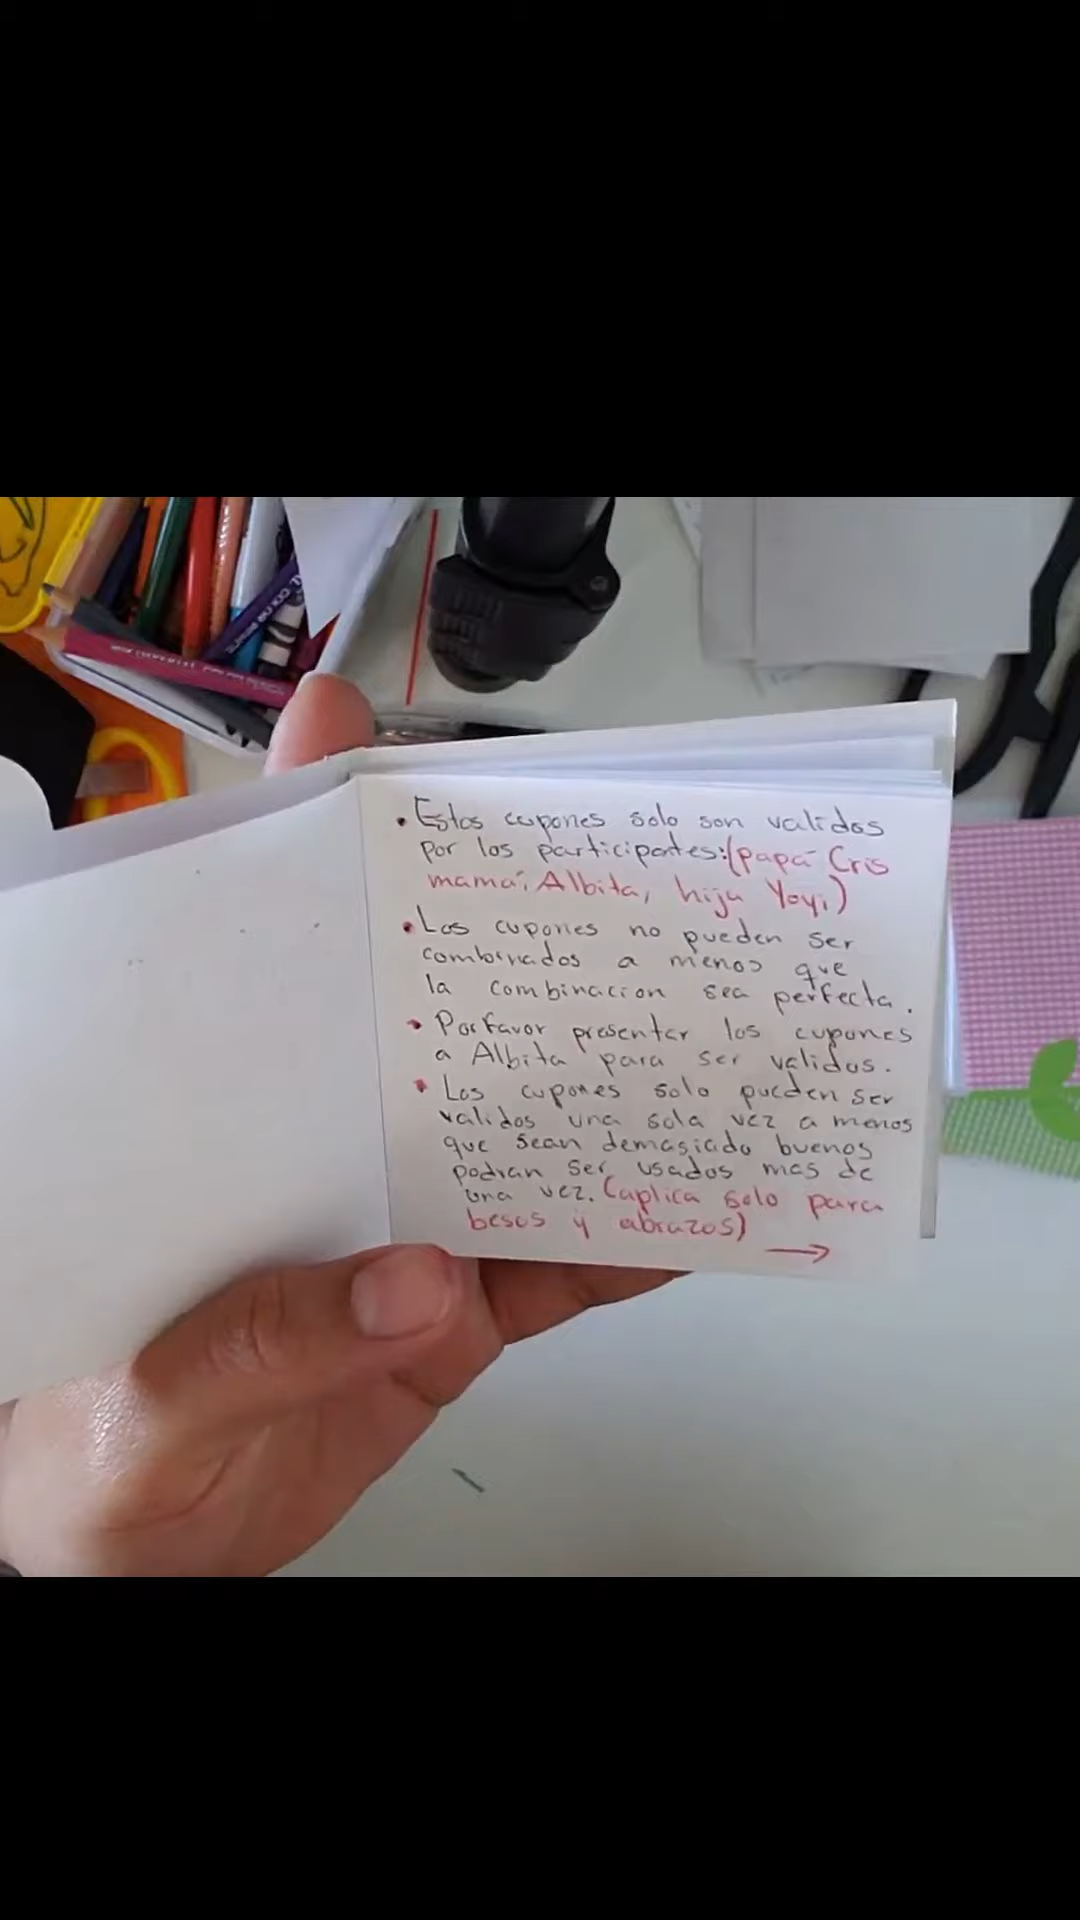 • Estos cupones solo son validos
por los participates:(papá Cris
mamá, Albita, hija Yoyi)
• Los cupones no pueden ser
combinados a menos que
la combinacion sea perfecta.
• Porfavor presentar los cupones
a Albita para ser validos.
• Los cupones solo pueden ser
validos una sola vez a menos
que sean demasiado buenos
podran ser usados mas de
una vez. (aplica solo para
besos y abrazos)
→